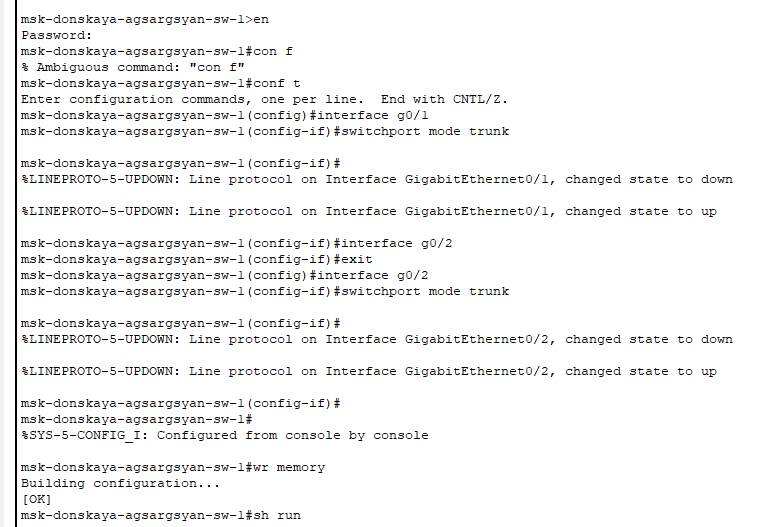 msk-donskaya-agsargsyan-sw-1>en
Password:
msk-donskaya-agsargsyan-sw-1#con f
% Ambiguous command: "con f"
msk-donskaya-agsargsyan-sw-1#conf t
Enter configuration commands, one per line.  End with CNTL/Z.
msk-donskaya-agsargsyan-sw-1(config)#interface g0/1
msk-donskaya-agsargsyan-sw-1(config-if)#switchport mode trunk
msk-donskaya-agsargsyan-sw-1(config-if)#
%LINEPROTO-5-UPDOWN: Line protocol on Interface GigabitEthernet0/1, changed state to down
%LINEPROTO-5-UPDOWN: Line protocol on Interface GigabitEthernet0/1, changed state to up
msk-donskaya-agsargsyan-sw-1(config-if)#interface g0/2
msk-donskaya-agsargsyan-sw-1(config-if)#exit
msk-donskaya-agsargsyan-sw-1(config)#interface g0/2
msk-donskaya-agsargsyan-sw-1(config-if)#switchport mode trunk
msk-donskaya-agsargsyan-sw-1(config-if)#
%LINEPROTO-5-UPDOWN: Line protocol on Interface GigabitEthernet0/2, changed state to down
%LINEPROTO-5-UPDOWN: Line protocol on Interface GigabitEthernet0/2, changed state to up
msk-donskaya-agsargsyan-sw-1(config-if)#
msk-donskaya-agsargsyan-sw-1#
%SYS-5-CONFIG_I: Configured from console by console
msk-donskaya-agsargsyan-sw-1#wr memory
Building configuration...
[OK]
msk-donskaya-agsargsyan-sw-1#sh run